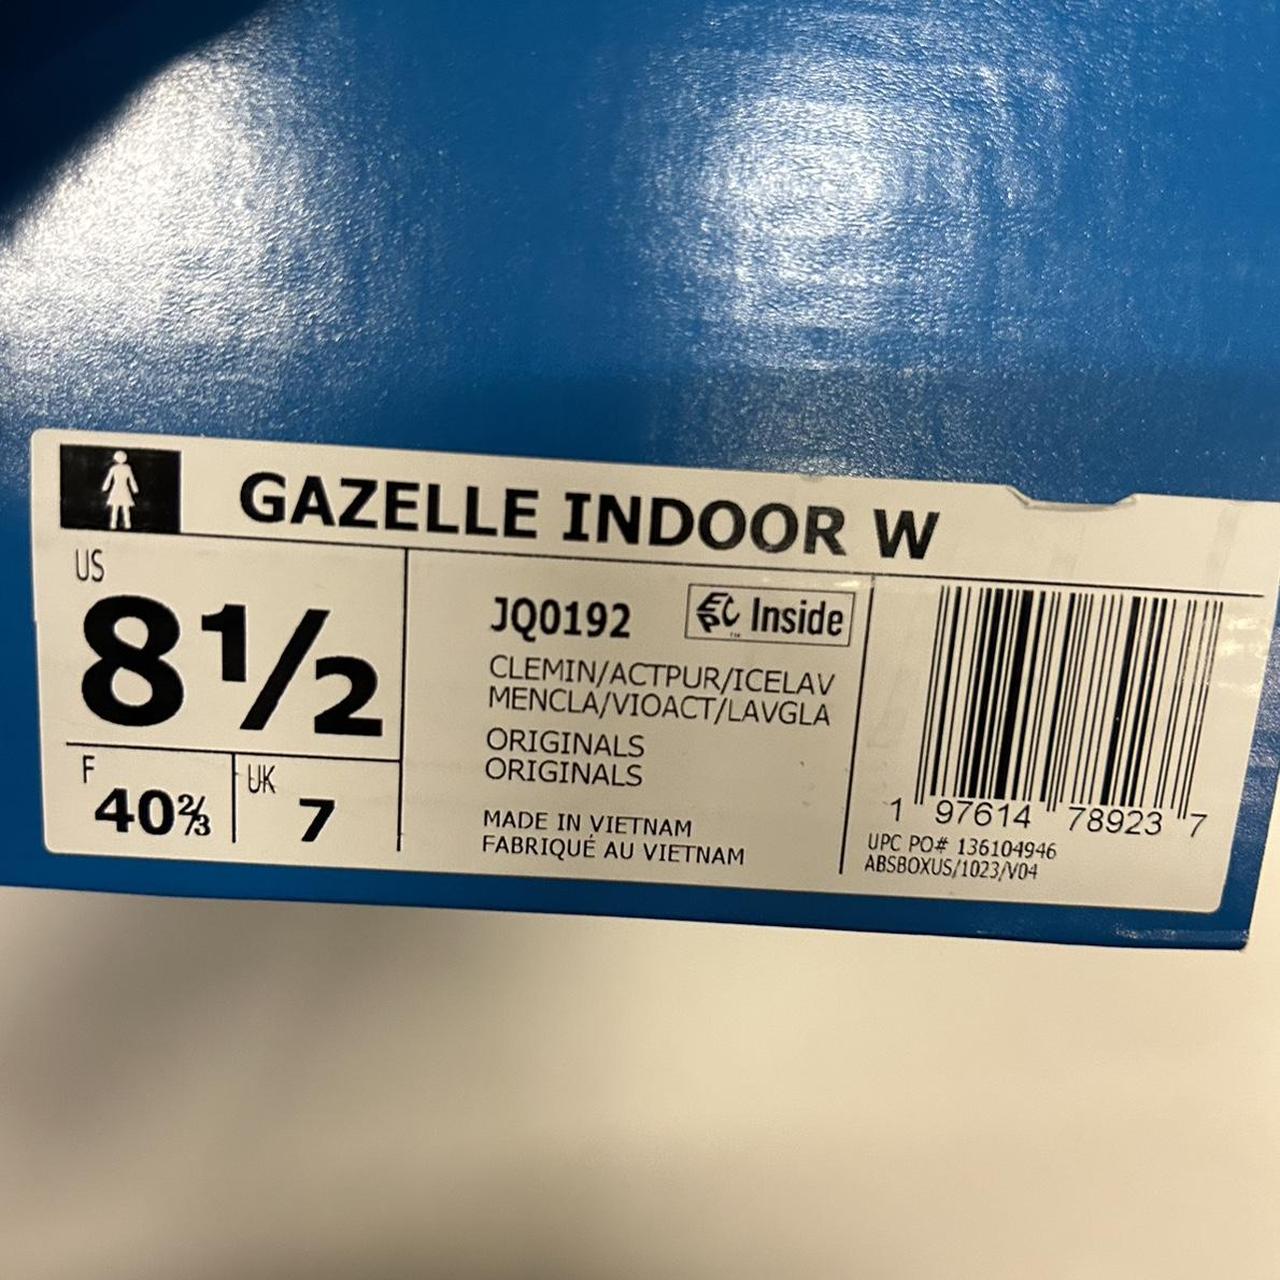 GAZELLE INDOOR W
US
8½
F
40⅔
UK
7
JQ0192
EPC™ Inside
CLEMIN/ACTPUR/ICELAV
MENCLA/VIOACT/LAVGLA
ORIGINALS
ORIGINALS
MADE IN VIETNAM
FABRIQUÉ AU VIETNAM
1 97614 78923 7
UPC PO# 136104946
ABSBOXUS/1023/V04